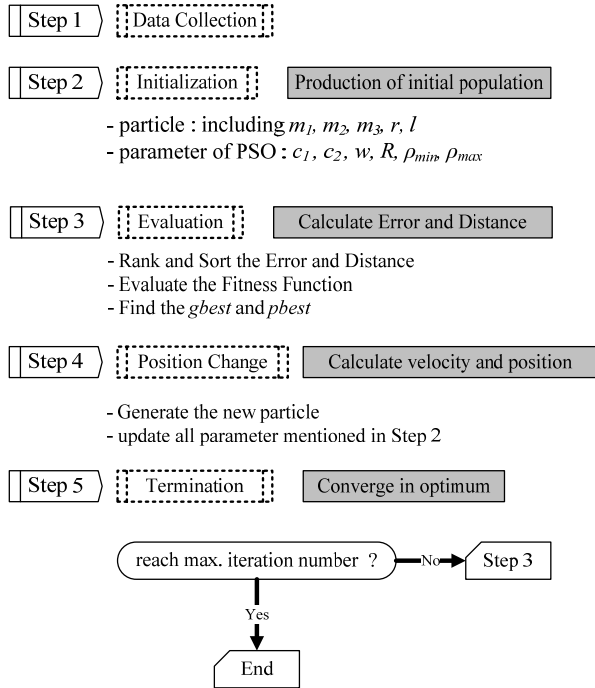 Step 1 Data Collection
Step 2 Initialization Production of initial population
- particle : including m1, m2, m3, r, l
- parameter of PSO : c1, c2, w, R, ρmin, ρmax
Step 3 Evaluation Calculate Error and Distance
- Rank and Sort the Error and Distance
- Evaluate the Fitness Function
- Find the gbest and pbest
Step 4 Position Change Calculate velocity and position
- Generate the new particle
- update all parameter mentioned in Step 2
Step 5 Termination Converge in optimum
reach max. iteration number ? No Step 3
Yes
End